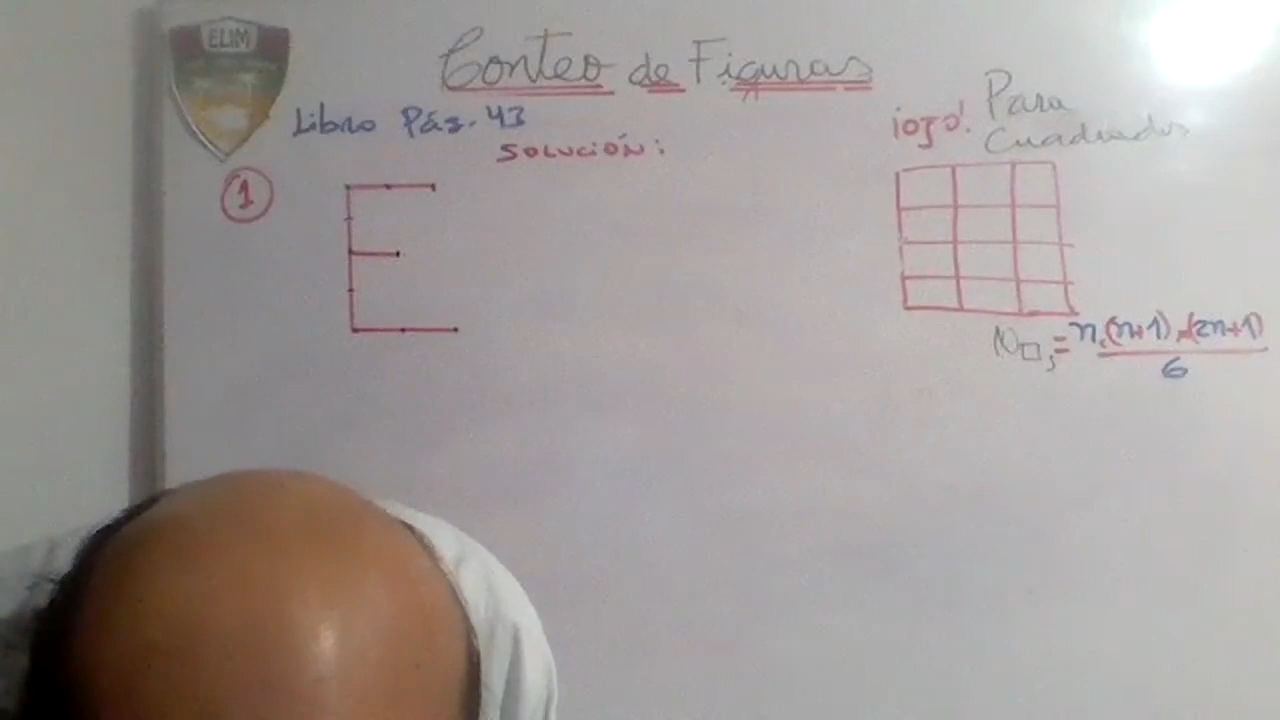 ELIM
Conteo de Figuras
Libro Pág. 43
SOLUCIÓN:
1
¡ojo!
Para
Cuadrados
N□s = n.(n+1).(2n+1)
6